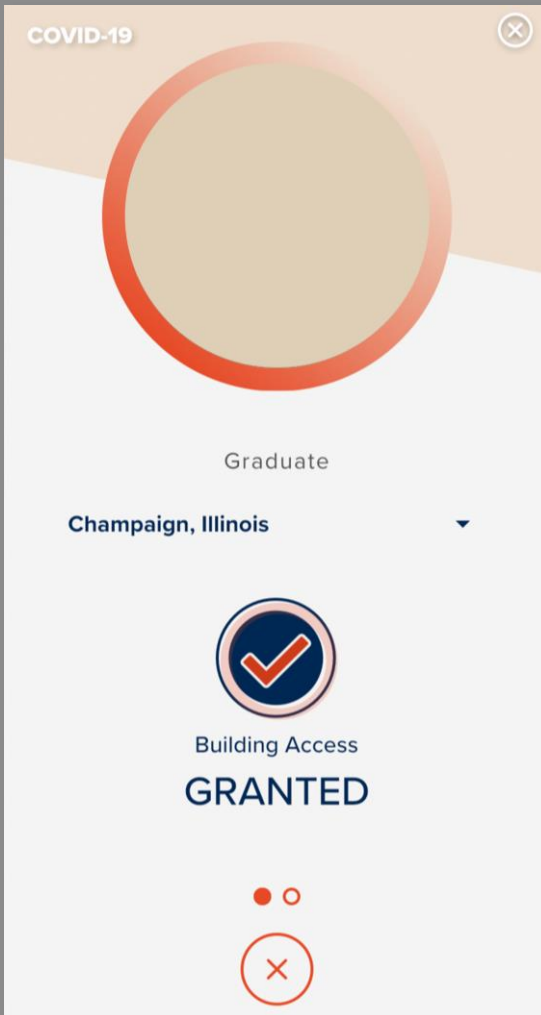 COVID-19
Graduate
Champaign, Illinois
Building Access
GRANTED